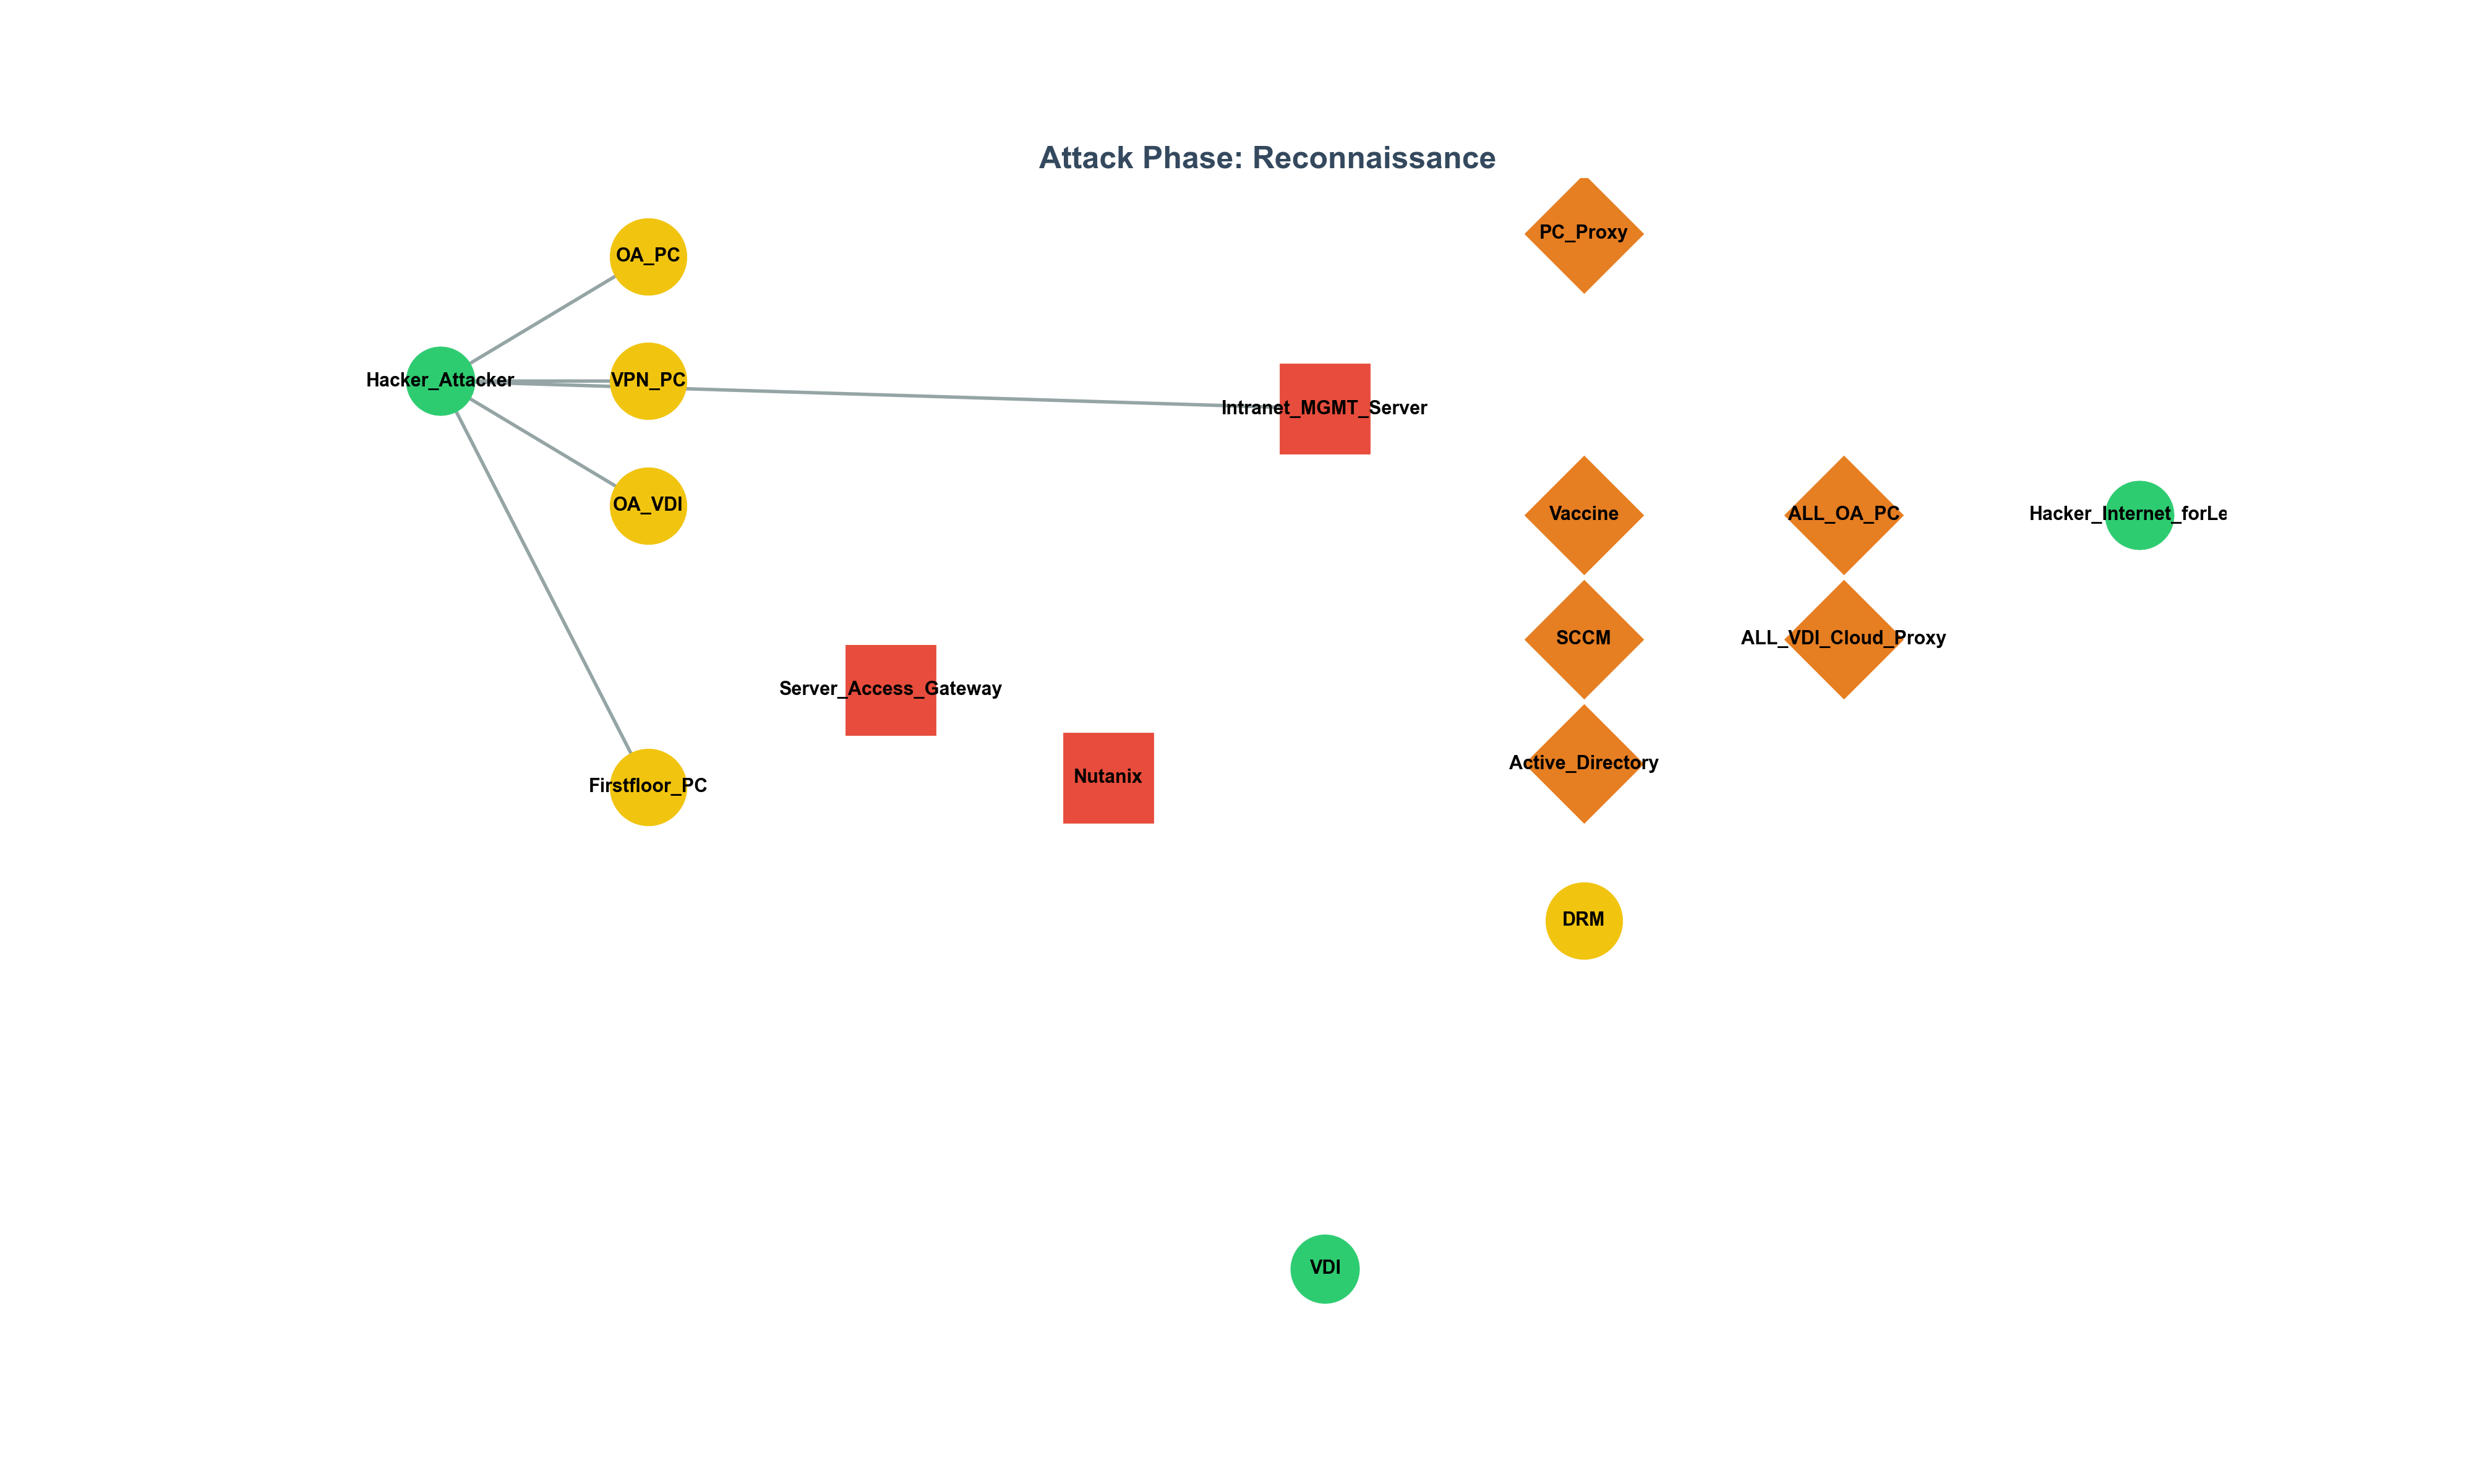 Attack Phase: Reconnaissance
PC_Proxy
OA_PC
Hacker_Attacker
VPN_PC
Intranet_MGMT_Server
OA_VDI
Vaccine
ALL_OA_PC
Hacker_Internet_forLe
SCCM
ALL_VDI_Cloud_Proxy
Server_Access_Gateway
Active_Directory
Nutanix
Firstfloor_PC
DRM
VDI